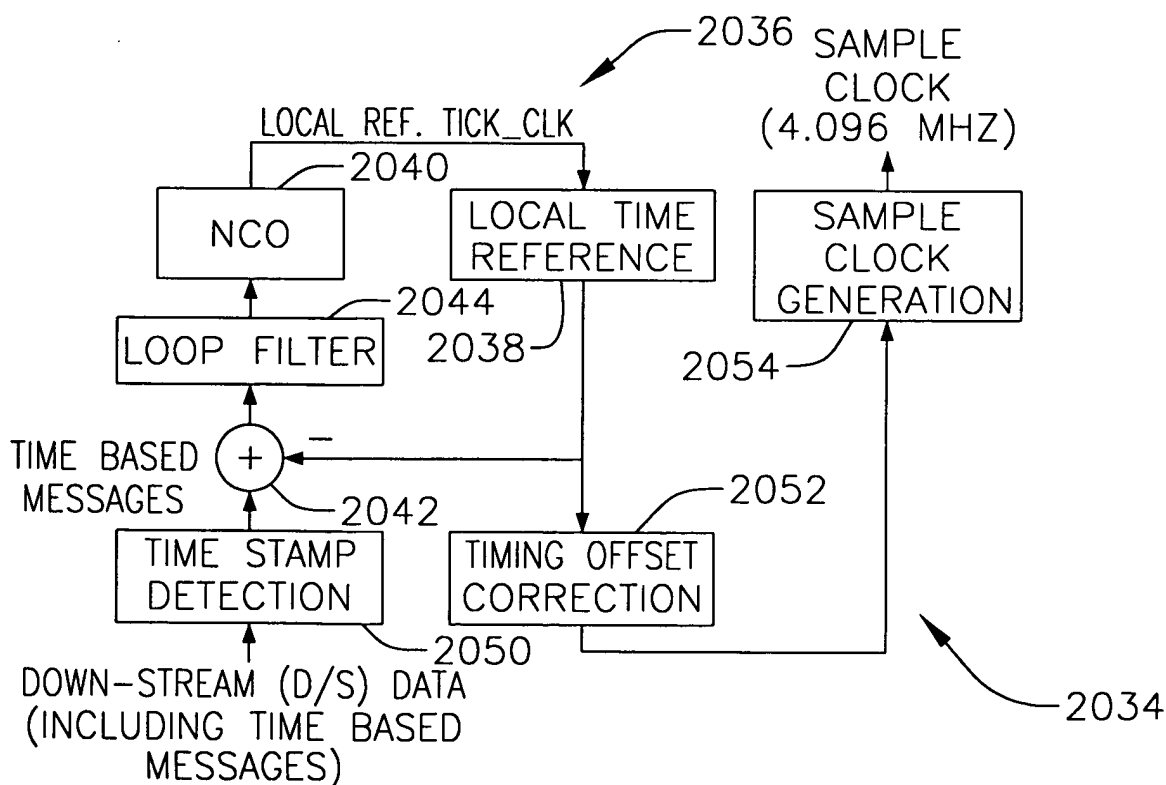 2036
SAMPLE
CLOCK
(4.096 MHZ)
LOCAL REF. TICK_CLK
2040
NCO
LOCAL TIME
REFERENCE
SAMPLE
CLOCK
GENERATION
2044
LOOP FILTER
2038
2054
TIME BASED
MESSAGES
+
−
2042
2052
TIME STAMP
DETECTION
TIMING OFFSET
CORRECTION
2050
DOWN-STREAM (D/S) DATA
(INCLUDING TIME BASED
MESSAGES)
2034